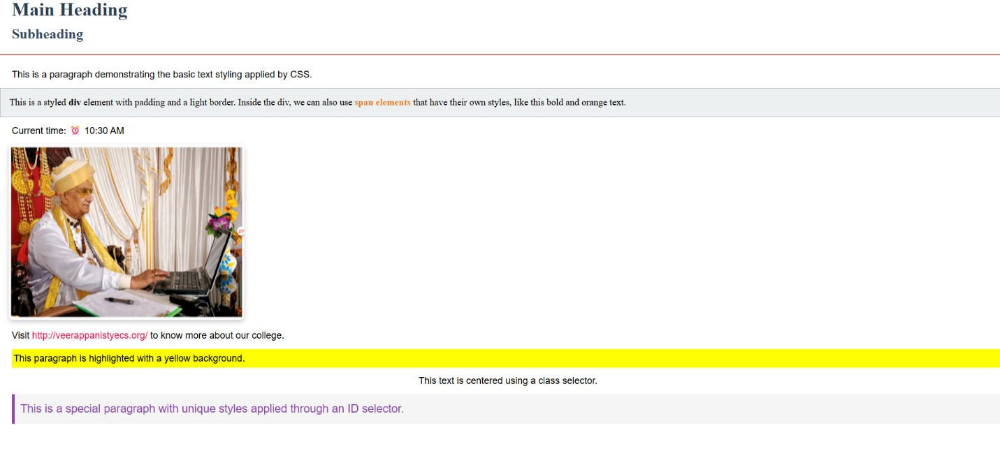 Main Heading
Subheading
This is a paragraph demonstrating the basic text styling applied by CSS.
This is a styled div element with padding and a light border. Inside the div, we can also use span elements that have their own styles, like this bold and orange text.
Current time: ⏰ 10:30 AM
Visit http://veerappanistyecs.org/ to know more about our college.
This paragraph is highlighted with a yellow background.
This text is centered using a class selector.
This is a special paragraph with unique styles applied through an ID selector.